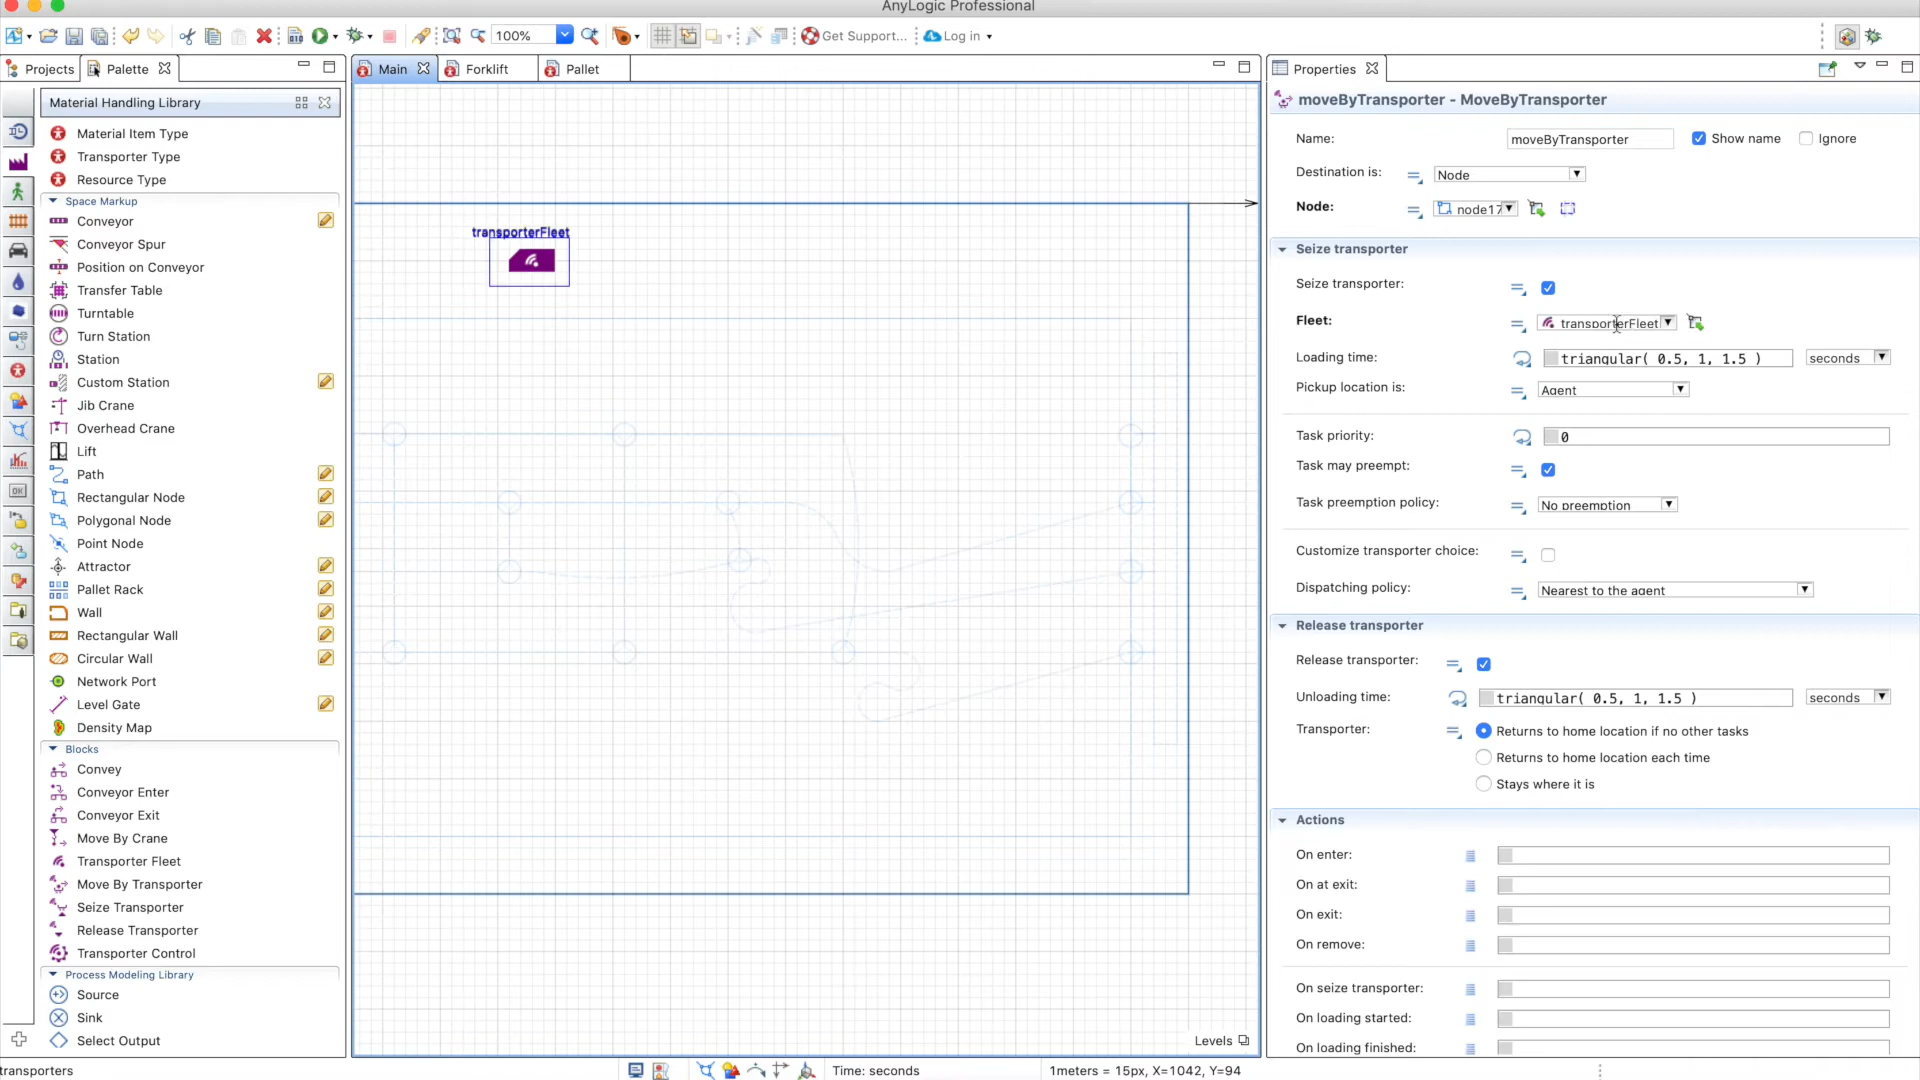 AnyLogic Professional
100%
Get Support...
Log in
Projects
Palette
Main
Forklift
Pallet
Properties
Material Handling Library
Material Item Type
Transporter Type
Resource Type
Space Markup
Conveyor
Conveyor Spur
Position on Conveyor
Transfer Table
Turntable
Turn Station
Station
Custom Station
Jib Crane
Overhead Crane
Lift
Path
Rectangular Node
Polygonal Node
Point Node
Attractor
Pallet Rack
Wall
Rectangular Wall
Circular Wall
Network Port
Level Gate
Density Map
Blocks
Convey
Conveyor Enter
Conveyor Exit
Move By Crane
Transporter Fleet
Move By Transporter
Seize Transporter
Release Transporter
Transporter Control
Process Modeling Library
Source
Sink
Select Output
transporterFleet
Levels
moveByTransporter - MoveByTransporter
Name: moveByTransporter Show name Ignore
Destination is: Node
Node: node17
Seize transporter
Seize transporter:
Fleet: transporterFleet
Loading time: triangular( 0.5, 1, 1.5 ) seconds
Pickup location is: Agent
Task priority: 0
Task may preempt:
Task preemption policy: No preemption
Customize transporter choice:
Dispatching policy: Nearest to the agent
Release transporter
Release transporter:
Unloading time: triangular( 0.5, 1, 1.5 ) seconds
Transporter: Returns to home location if no other tasks
Returns to home location each time
Stays where it is
Actions
On enter:
On at exit:
On exit:
On remove:
On seize transporter:
On loading started:
On loading finished:
transporters
Time: seconds
1meters = 15px, X=1042, Y=94